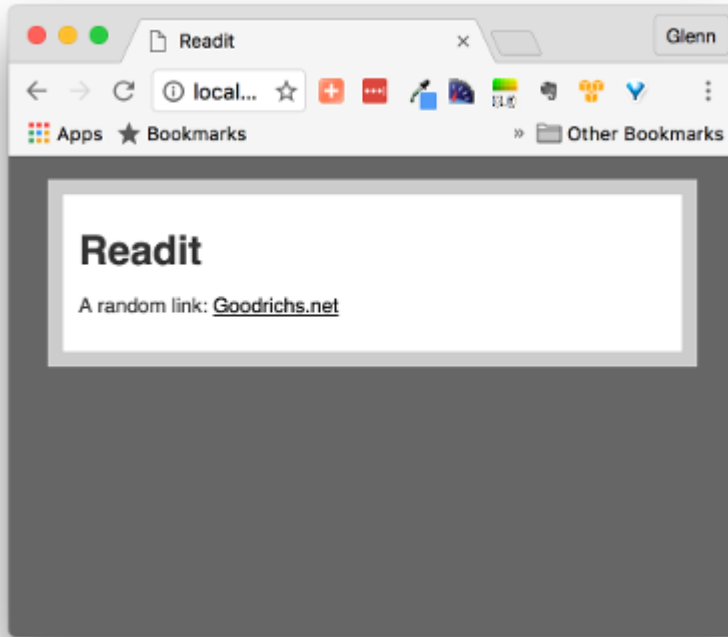 Readit
Glenn
local...
Apps
Bookmarks
» Other Bookmarks
Readit
A random link: Goodrichs.net